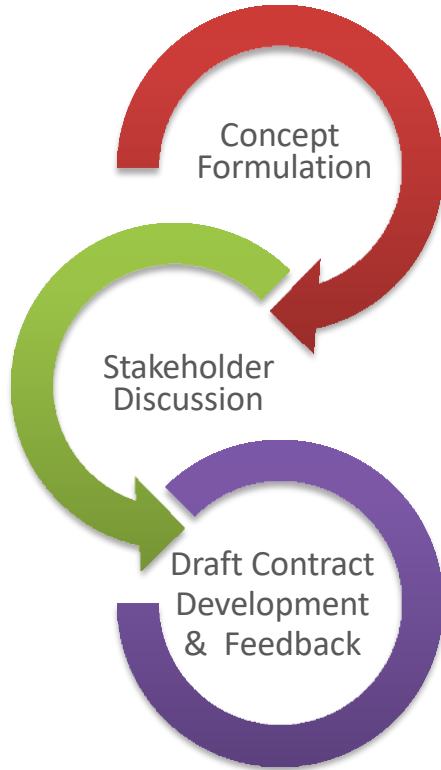 Concept
Formulation
Stakeholder
Discussion
Draft Contract
Development
& Feedback